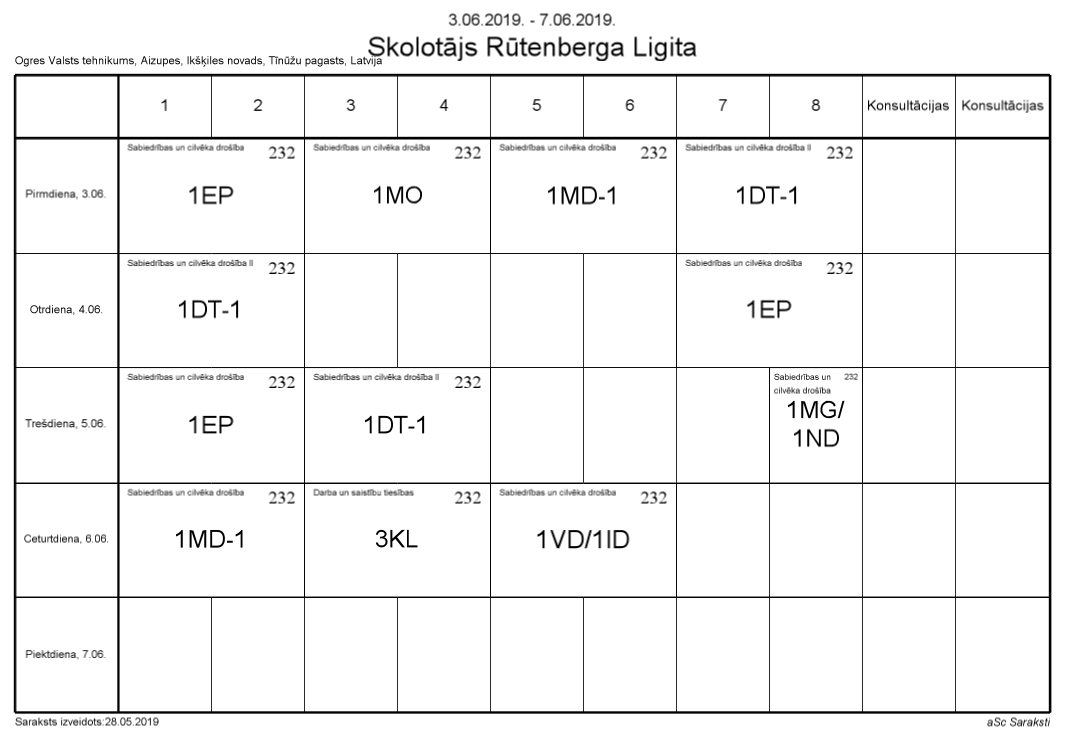 3.06.2019. - 7.06.2019.
Skolotājs Rūtenberga Ligita
Ogres Valsts tehnikums, Aizupes, Ikšķiles novads, Tīnūžu pagasts, Latvija
1 2 3 4 5 6 7 8 Konsultācijas Konsultācijas
Sabiedrības un cilvēka drošība 232 Sabiedrības un cilvēka drošība 232 Sabiedrības un cilvēka drošība 232 Sabiedrības un cilvēka drošība II 232
Pirmdiena, 3.06. 1EP 1MO 1MD-1 1DT-1
Sabiedrības un cilvēka drošība II 232 Sabiedrības un cilvēka drošība 232
Otrdiena, 4.06. 1DT-1 1EP
Sabiedrības un cilvēka drošība 232 Sabiedrības un cilvēka drošība II 232 Sabiedrības un 232
cilvēka drošība
Trešdiena, 5.06. 1EP 1DT-1 1MG/
1ND
Sabiedrības un cilvēka drošība 232 Darba un saistību tiesības 232 Sabiedrības un cilvēka drošība 232
Ceturtdiena, 6.06. 1MD-1 3KL 1VD/1ID
Piektdiena, 7.06.
Saraksts izveidots:28.05.2019 aSc Saraksti